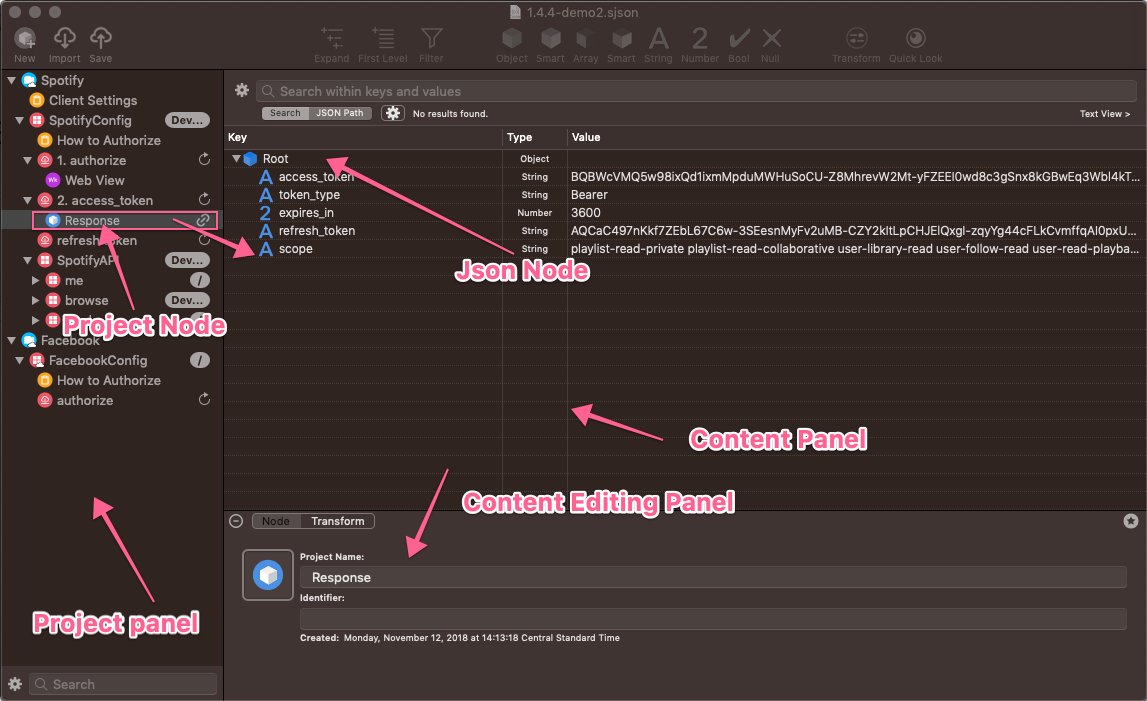 1.4.4-demo2.sjson
New Import Save Expand First Level Filter Object Smart Array Smart String Number Bool Null Transform Quick Look
Spotify
Client Settings
SpotifyConfig Dev...
How to Authorize
1. authorize
Wk Web View
2. access_token
Response
refresh_token
SpotifyAPI Dev...
me /
browse Dev...
Project Node
Facebook
FacebookConfig /
How to Authorize
authorize
Project panel
Search
Search within keys and values
Search JSON Path No results found. Text View >
Key Type Value
Root Object
access_token String BQBWcVMQ5w98ixQd1ixmMpduMWHuSoCU-Z8MhrevW2Mt-yFZEEl0wd8c3gSnx8kGBwEq3Wbl4kT...
token_type String Bearer
expires_in Number 3600
refresh_token String AQCaC497nKkf7ZEbL67C6w-3SEesnMyFv2uMB-CZY2kltLpCHJElQxgl-zqyYg44cFLkCvmffqAl0pxU...
scope String playlist-read-private playlist-read-collaborative user-library-read user-follow-read user-read-playba...
Json Node
Content Panel
Content Editing Panel
Node Transform
Project Name:
Response
Identifier:
Created: Monday, November 12, 2018 at 14:13:18 Central Standard Time